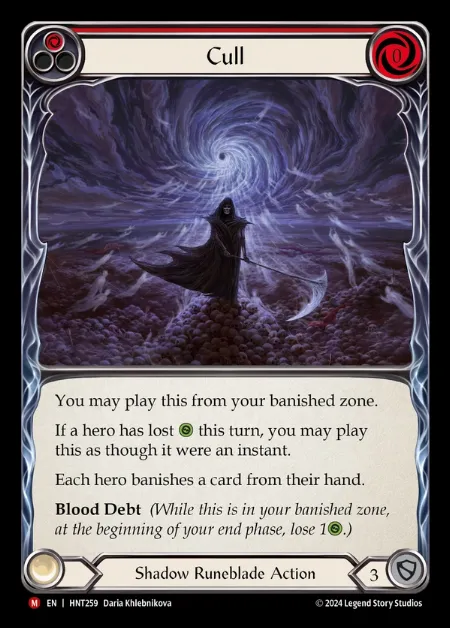 Cull
0
You may play this from your banished zone.
If a hero has lost this turn, you may play
this as though it were an instant.
Each hero banishes a card from their hand.
Blood Debt (While this is in your banished zone,
at the beginning of your end phase, lose 1.)
Shadow Runeblade Action
3
M EN | HNT259 Daria Khlebnikova
© 2024 Legend Story Studios